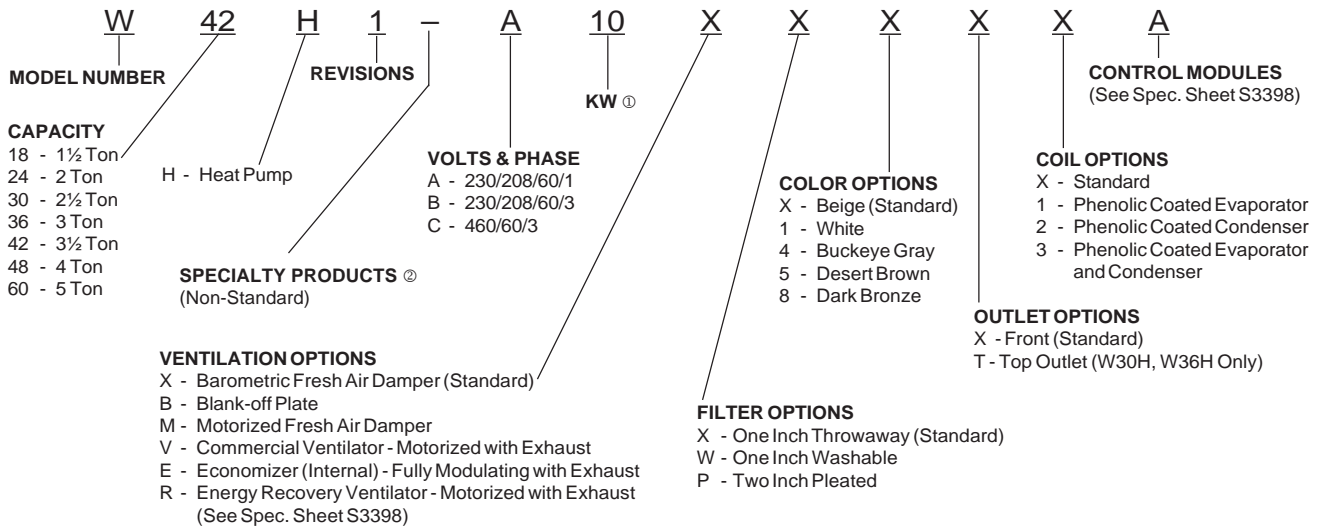 W 42 H 1 – A 10 X X X X X A
MODEL NUMBER
REVISIONS
KW ①
CONTROL MODULES
(See Spec. Sheet S3398)
CAPACITY
18 - 1½ Ton
24 - 2 Ton
30 - 2½ Ton
36 - 3 Ton
42 - 3½ Ton
48 - 4 Ton
60 - 5 Ton
H - Heat Pump
SPECIALTY PRODUCTS ②
(Non-Standard)
VOLTS & PHASE
A - 230/208/60/1
B - 230/208/60/3
C - 460/60/3
COLOR OPTIONS
X - Beige (Standard)
1 - White
4 - Buckeye Gray
5 - Desert Brown
8 - Dark Bronze
COIL OPTIONS
X - Standard
1 - Phenolic Coated Evaporator
2 - Phenolic Coated Condenser
3 - Phenolic Coated Evaporator
and Condenser
OUTLET OPTIONS
X - Front (Standard)
T - Top Outlet (W30H, W36H Only)
VENTILATION OPTIONS
X - Barometric Fresh Air Damper (Standard)
B - Blank-off Plate
M - Motorized Fresh Air Damper
V - Commercial Ventilator - Motorized with Exhaust
E - Economizer (Internal) - Fully Modulating with Exhaust
R - Energy Recovery Ventilator - Motorized with Exhaust
(See Spec. Sheet S3398)
FILTER OPTIONS
X - One Inch Throwaway (Standard)
W - One Inch Washable
P - Two Inch Pleated